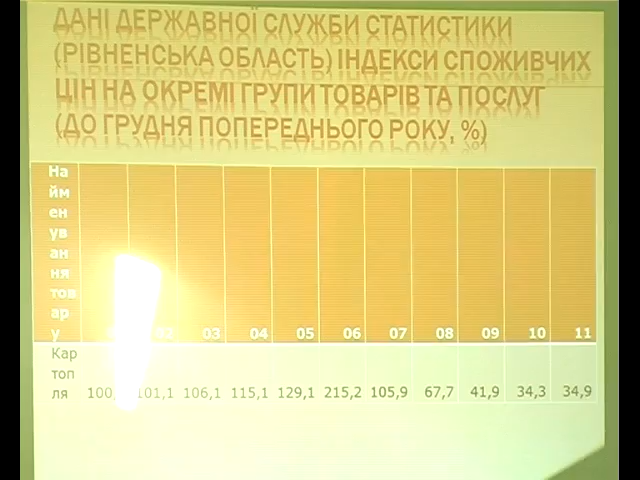 ДАНІ ДЕРЖАВНОЇ СЛУЖБИ СТАТИСТИКИ
(РІВНЕНСЬКА ОБЛАСТЬ) ІНДЕКСИ СПОЖИВЧИХ
ЦІН НА ОКРЕМІ ГРУПИ ТОВАРІВ ТА ПОСЛУГ
(ДО ГРУДНЯ ПОПЕРЕДНЬОГО РОКУ, %)
На
йм
ен
ув
ан
ня
тов
ар
у 03 04 05 06 07 08 09 10 11
Кар
топ
ля 101,1 106,1 115,1 129,1 215,2 105,9 67,7 41,9 34,3 34,9